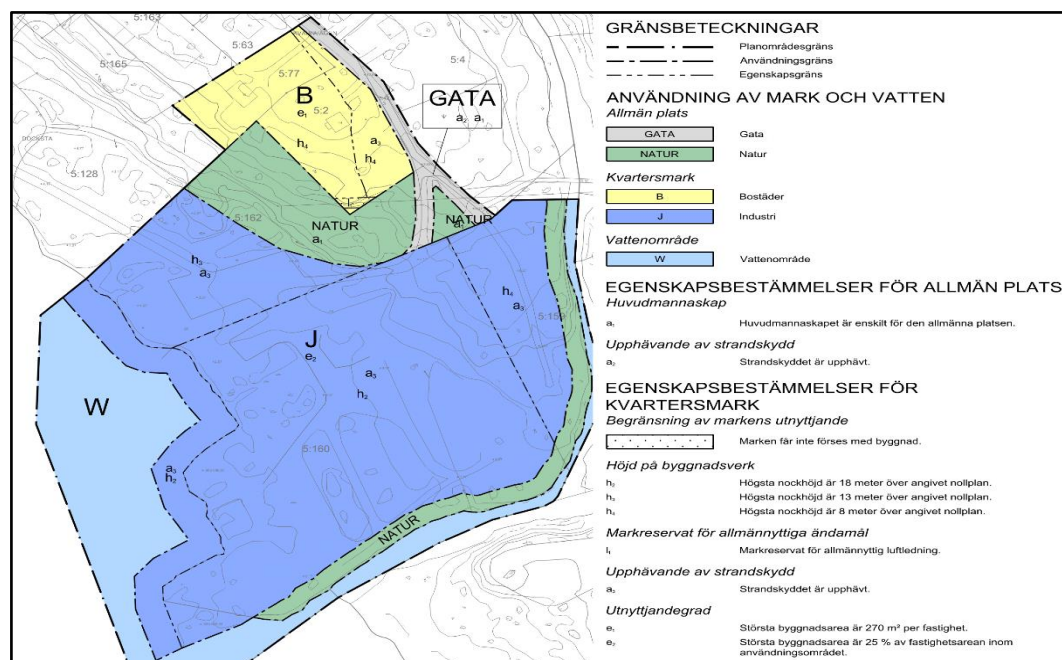 5:163
5:63
5:165
5:77
5:4
B
e₁
5:2
GATA
a₂ a₁
a₃
h₄
h₄
5:128
5:162
NATUR
a₁
NATUR
a₁
h₃
a₃
h₄
a₃
5:159
J
e₂
a₃
h₂
W
5:160
a₃
h₂
NATUR
GRÄNSBETECKNINGAR
Planområdesgräns
Användningsgräns
Egenskapsgräns
ANVÄNDNING AV MARK OCH VATTEN
Allmän plats
GATA Gata
NATUR Natur
Kvartersmark
B Bostäder
J Industri
Vattenområde
W Vattenområde
EGENSKAPSBESTÄMMELSER FÖR ALLMÄN PLATS
Huvudmannaskap
a₁ Huvudmannaskapet är enskilt för den allmänna platsen.
Upphävande av strandskydd
a₂ Strandskyddet är upphävt.
EGENSKAPSBESTÄMMELSER FÖR
KVARTERSMARK
Begränsning av markens utnyttjande
Marken får inte förses med byggnad.
Höjd på byggnadsverk
h₂ Högsta nockhöjd är 18 meter över angivet nollplan.
h₃ Högsta nockhöjd är 13 meter över angivet nollplan.
h₄ Högsta nockhöjd är 8 meter över angivet nollplan.
Markreservat för allmännyttiga ändamål
l₁ Markreservat för allmännyttig luftledning.
Upphävande av strandskydd
a₃ Strandskyddet är upphävt.
Utnyttjandegrad
e₁ Största byggnadsarea är 270 m² per fastighet.
e₂ Största byggnadsarea är 25 % av fastighetsarean inom
användningsområdet.